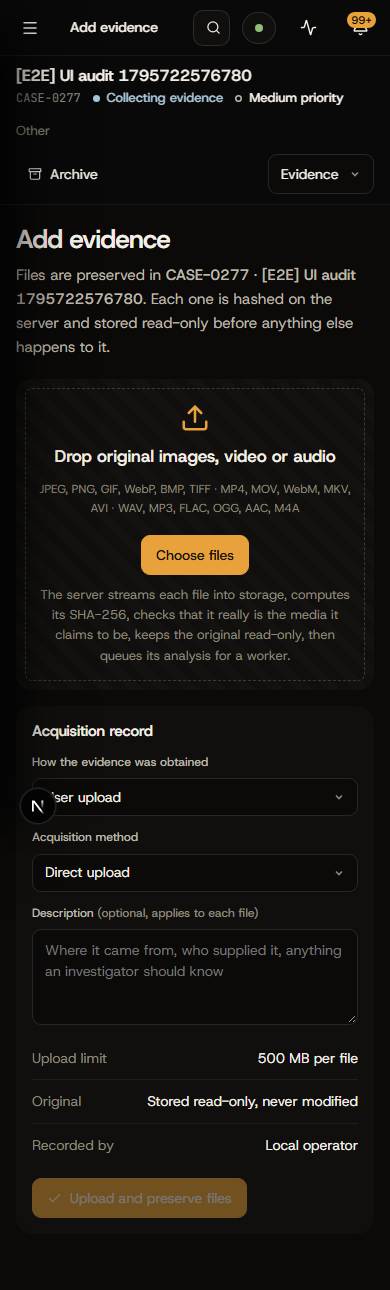 Add evidence
99+
[E2E] UI audit 1795722576780
CASE-0277 Collecting evidence Medium priority
Other
Archive
Evidence
Add evidence
Files are preserved in CASE-0277 · [E2E] UI audit
1795722576780. Each one is hashed on the
server and stored read-only before anything else
happens to it.
Drop original images, video or audio
JPEG, PNG, GIF, WebP, BMP, TIFF · MP4, MOV, WebM, MKV,
AVI · WAV, MP3, FLAC, OGG, AAC, M4A
Choose files
The server streams each file into storage, computes
its SHA-256, checks that it really is the media it
claims to be, keeps the original read-only, then
queues its analysis for a worker.
Acquisition record
How the evidence was obtained
N
upload
Acquisition method
Direct upload
Description (optional, applies to each file)
Where it came from, who supplied it, anything
an investigator should know
Upload limit
500 MB per file
Original
Stored read-only, never modified
Recorded by
Local operator
Upload and preserve files